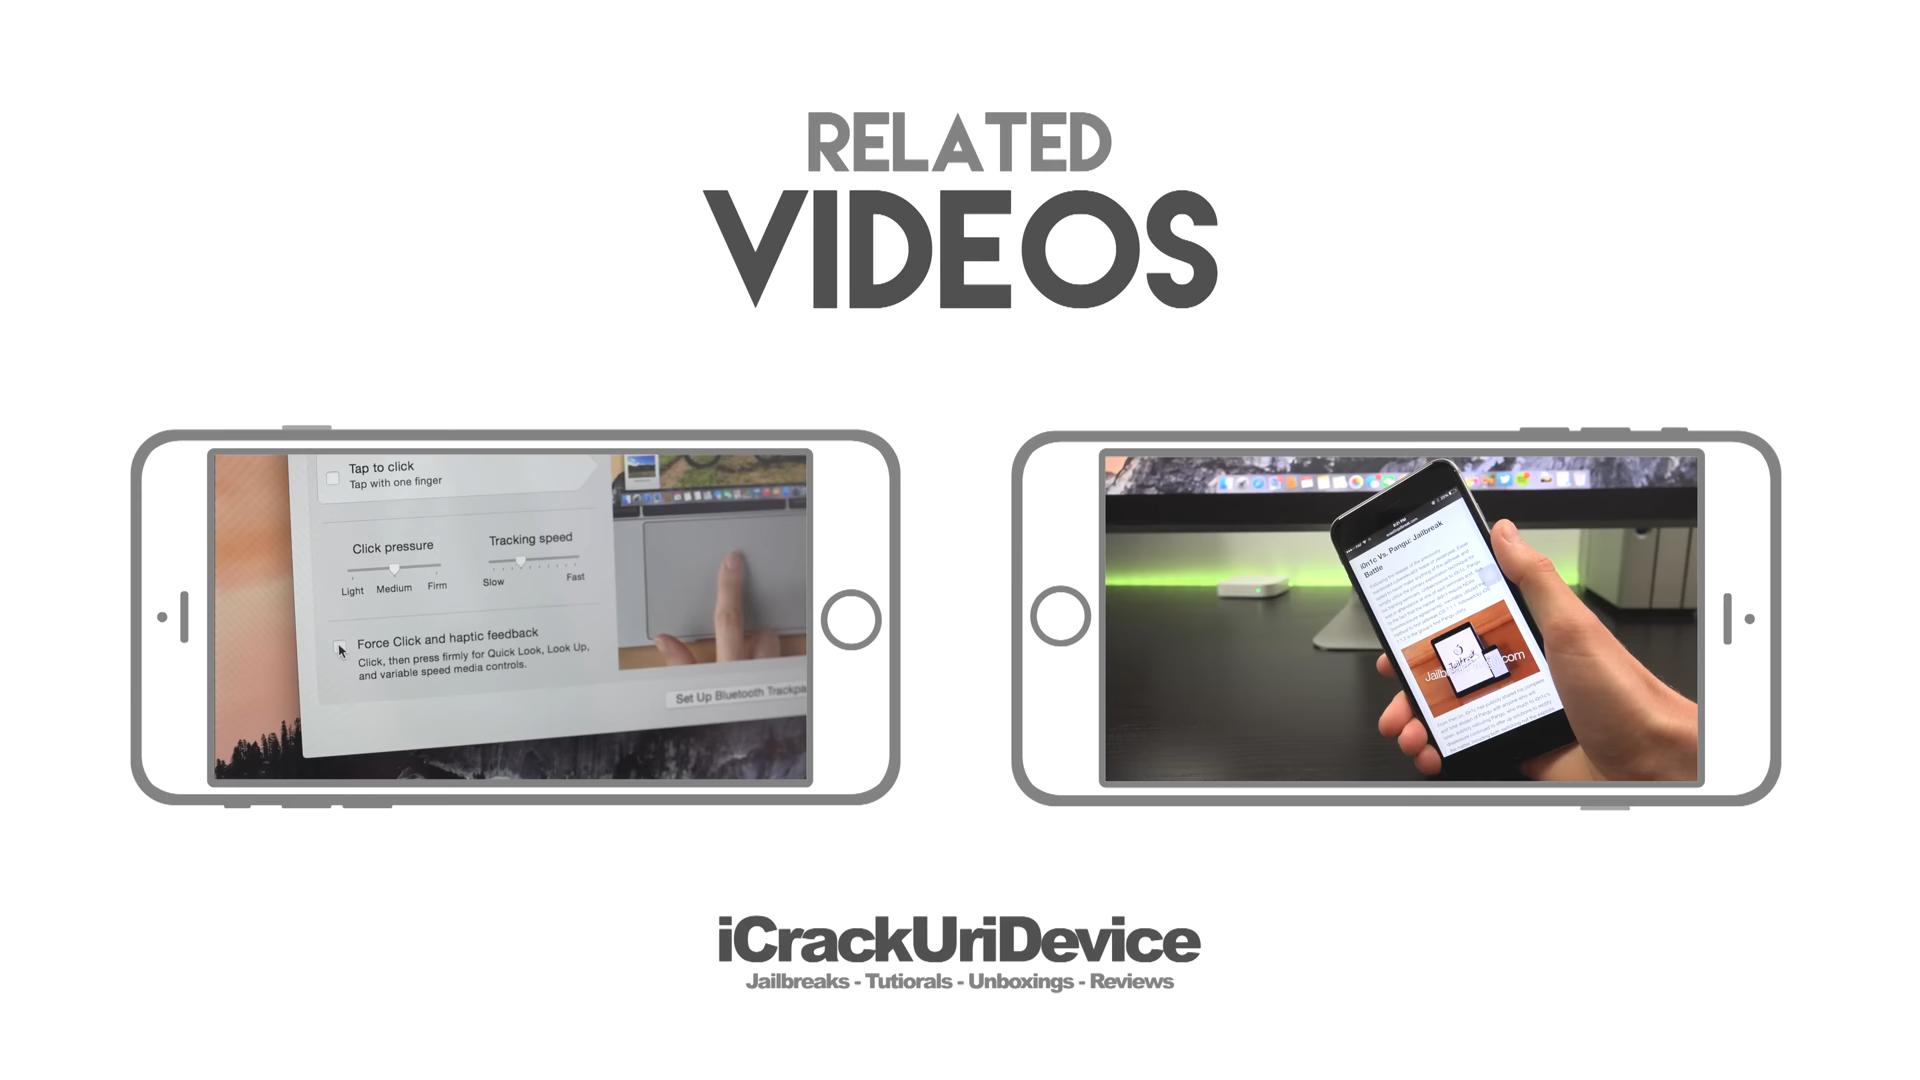 RELATED
VIDEOS
Tap to click
Tap with one finger
Click pressure
Tracking speed
Light Medium Firm
Slow Fast
Force Click and haptic feedback
Click, then press firmly for Quick Look, Look Up,
and variable speed media controls.
Set Up Bluetooth Trackpa
i0n1c Vs. Pangu: Jailbreak
Battle
iCrackUriDevice
Jailbreaks - Tutiorals - Unboxings - Reviews